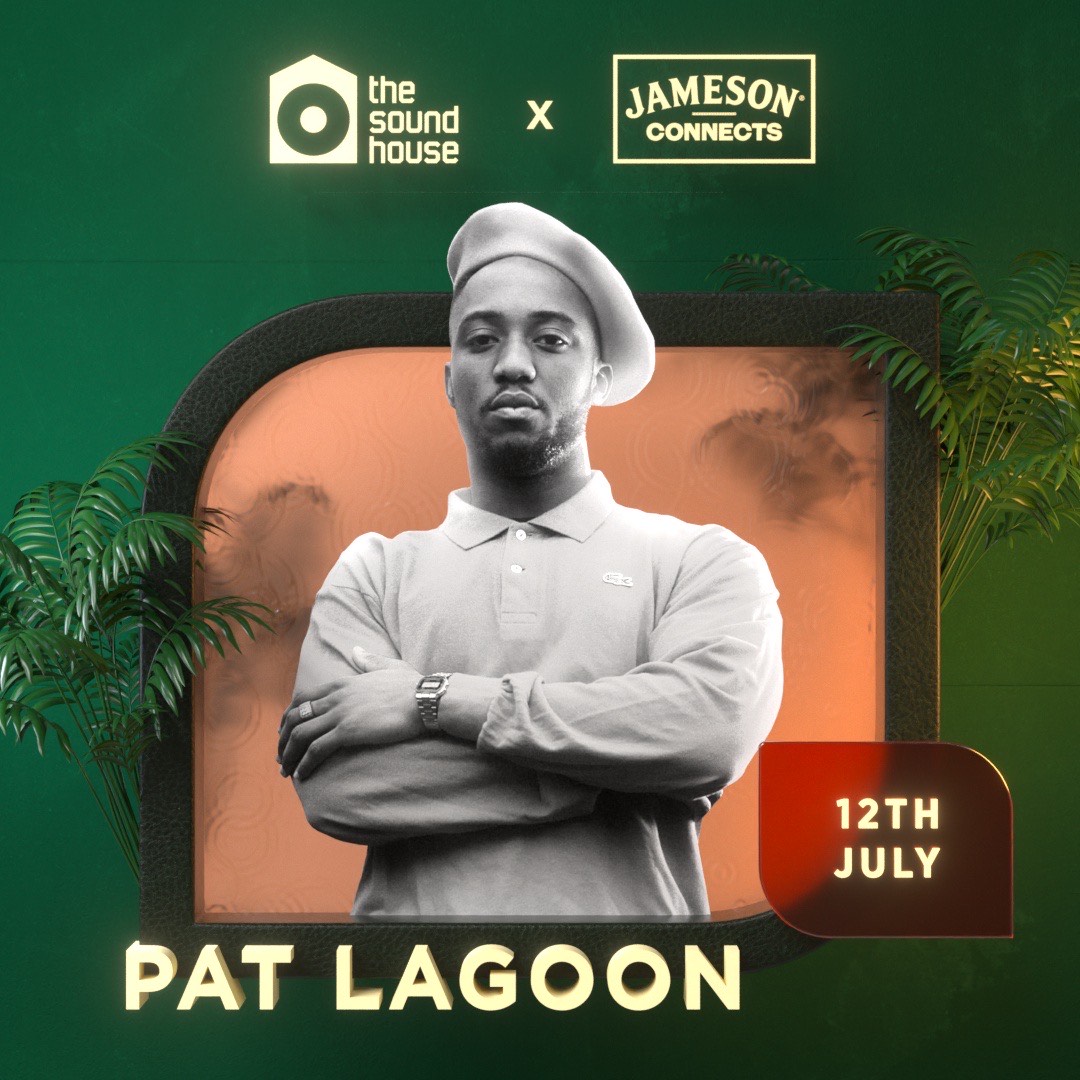 the
sound
house
X
JAMESON®
CONNECTS
12TH
JULY
PAT LAGOON